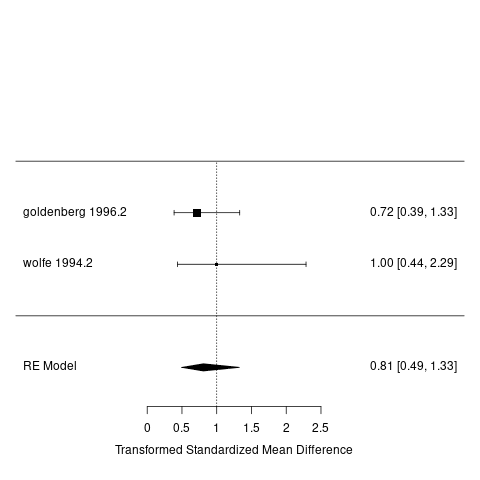 goldenberg 1996.2 0.72 [0.39, 1.33]
wolfe 1994.2 1.00 [0.44, 2.29]
RE Model 0.81 [0.49, 1.33]
0 0.5 1 1.5 2 2.5
Transformed Standardized Mean Difference